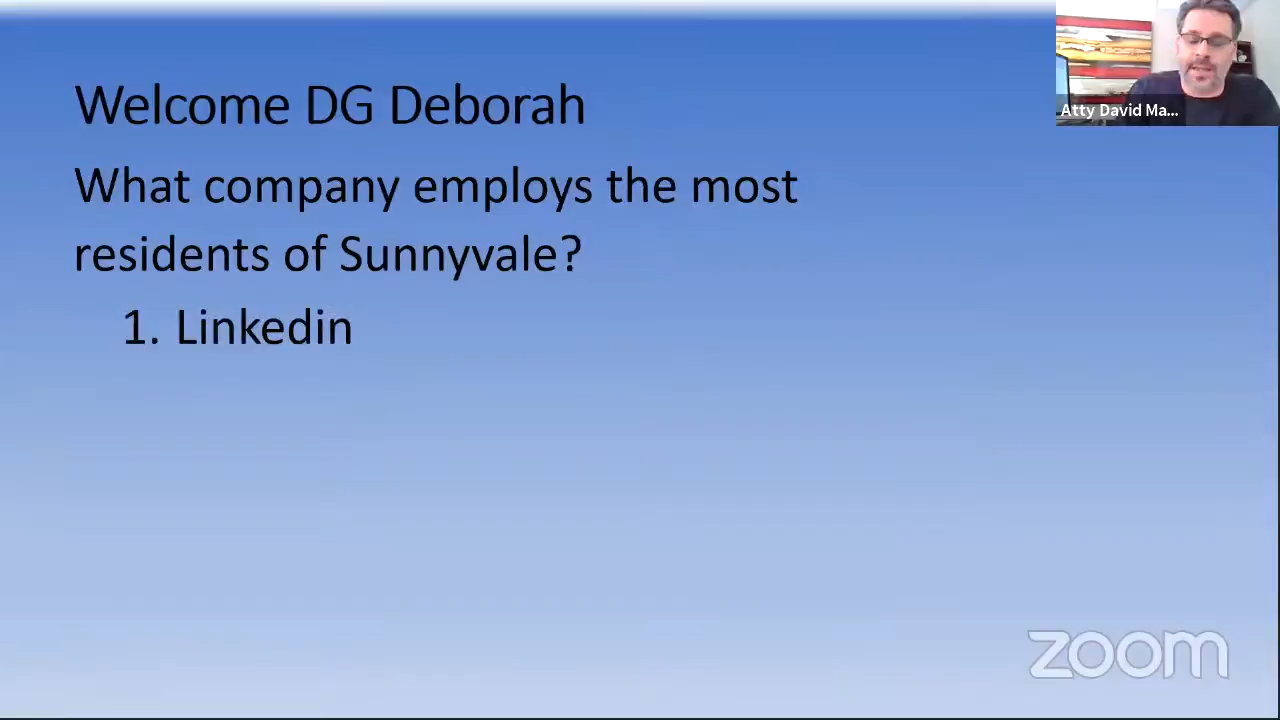 Welcome DG Deborah
What company employs the most
residents of Sunnyvale?
1. Linkedin
Atty David Ma...
zoom